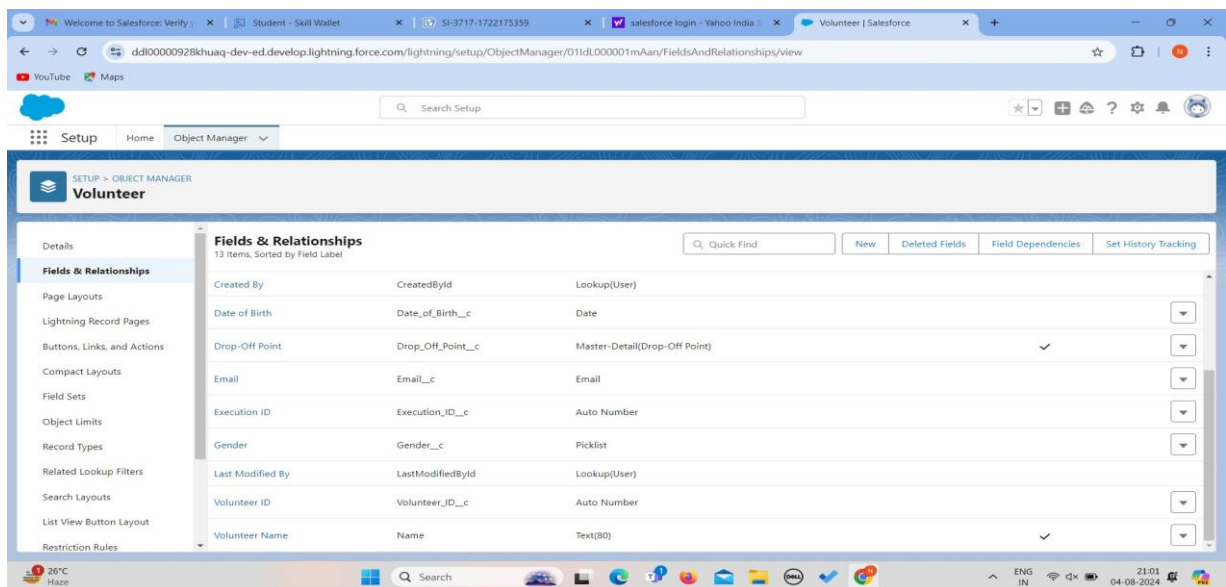 Welcome to Salesforce: Verify y
Student - Skill Wallet
SI-3717-1722175359
salesforce login - Yahoo India S
Volunteer | Salesforce
ddl00000928khuaq-dev-ed.develop.lightning.force.com/lightning/setup/ObjectManager/01IdL000001mAan/FieldsAndRelationships/view
N
YouTube Maps
Search Setup
Setup Home Object Manager
SETUP > OBJECT MANAGER
Volunteer
Details
Fields & Relationships
Page Layouts
Lightning Record Pages
Buttons, Links, and Actions
Compact Layouts
Field Sets
Object Limits
Record Types
Related Lookup Filters
Search Layouts
List View Button Layout
Restriction Rules
Fields & Relationships
13 Items, Sorted by Field Label
Quick Find New Deleted Fields Field Dependencies Set History Tracking
Created By CreatedById Lookup(User)
Date of Birth Date_of_Birth__c Date
Drop-Off Point Drop_Off_Point__c Master-Detail(Drop-Off Point)
Email Email__c Email
Execution ID Execution_ID__c Auto Number
Gender Gender__c Picklist
Last Modified By LastModifiedById Lookup(User)
Volunteer ID Volunteer_ID__c Auto Number
Volunteer Name Name Text(80)
26°C
Haze
Search
DELL
ENG
IN
21:01
04-08-2024